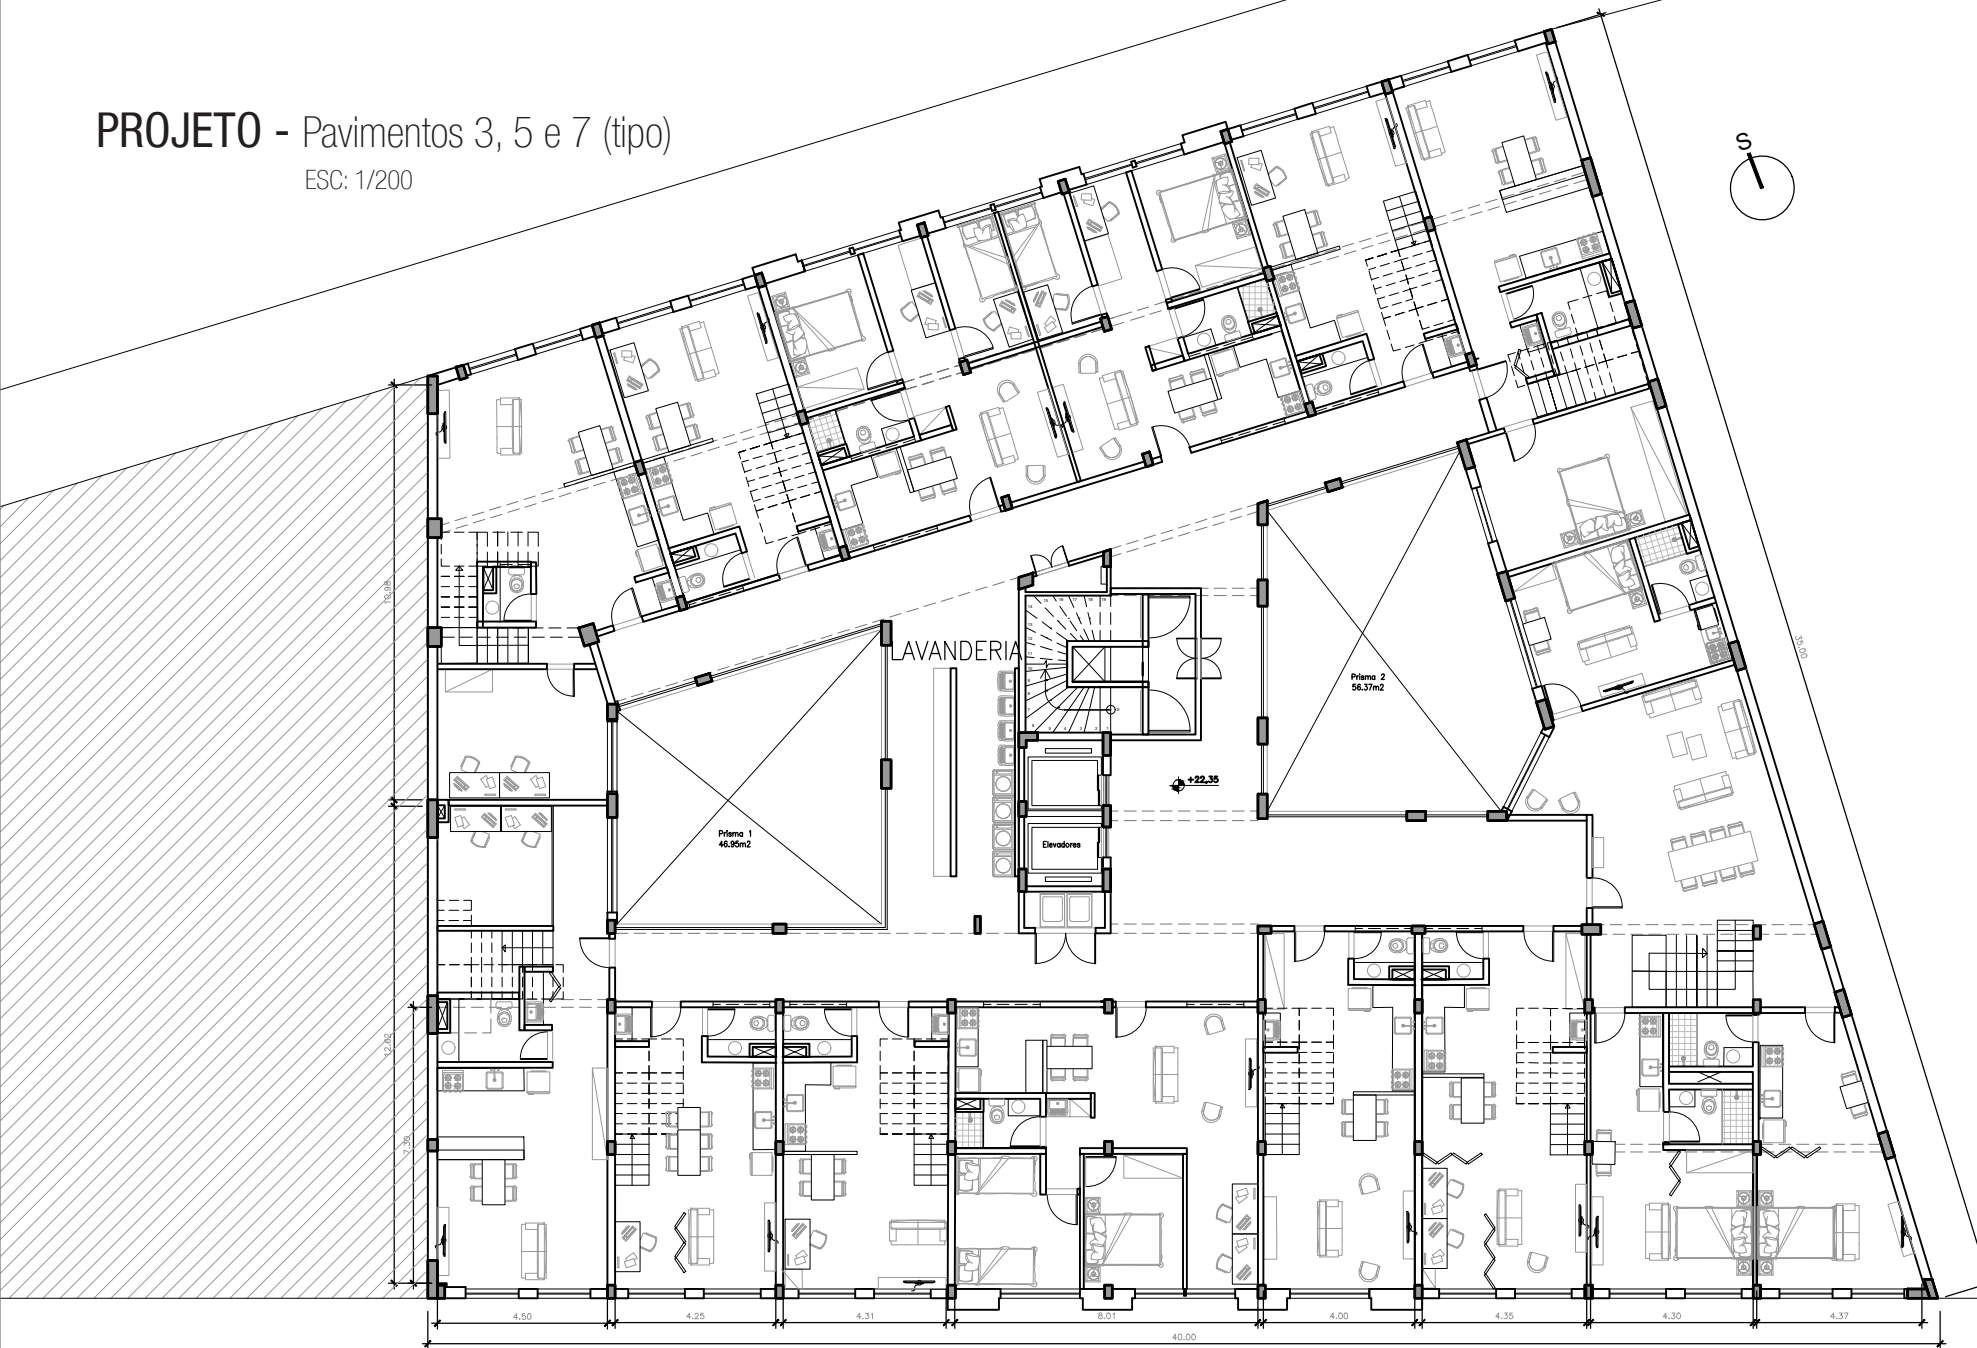 PROJETO - Pavimentos 3, 5 e 7 (tipo)
ESC: 1/200
S
10.98
35.00
LAVANDERIA
Prisma 2
56.37m2
+22,35
Prisma 1
46.95m2
Elevadores
12.62
7.30
4.50
4.25
4.31
8.01
4.00
4.35
4.30
4.37
40.00